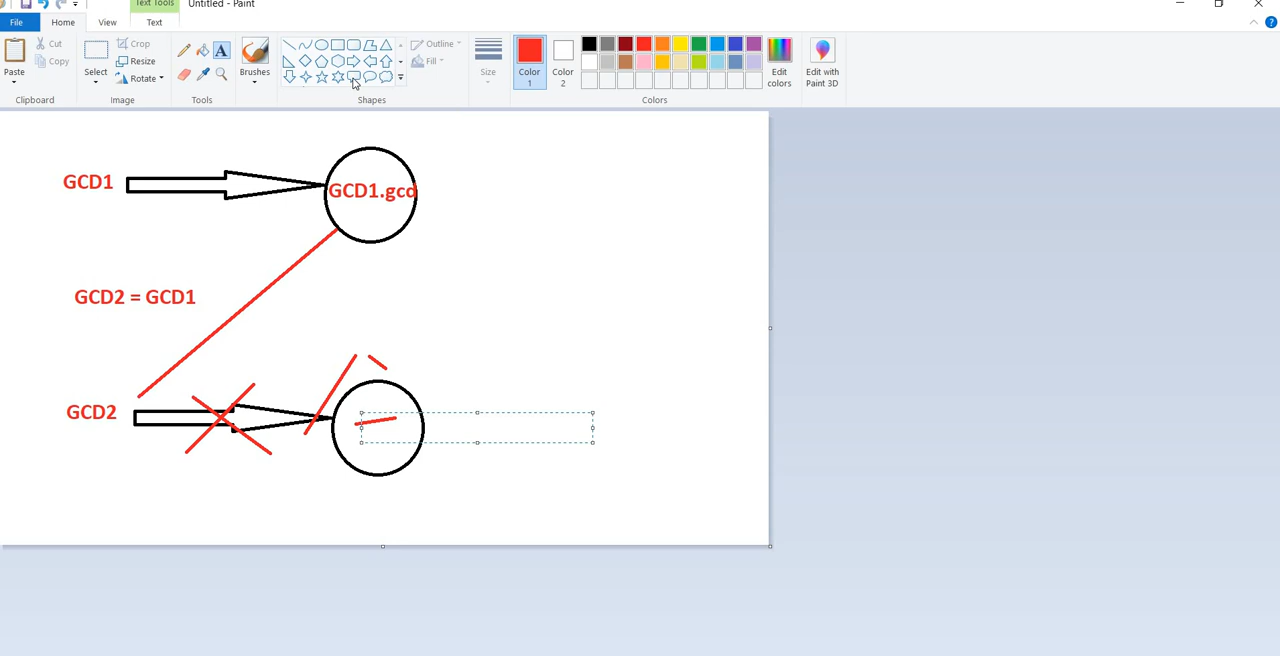 Text Tools
Untitled - Paint
File
Home
View
Text
Paste
Cut
Copy
Clipboard
Select
Crop
Resize
Rotate
Image
Tools
A
Brushes
Shapes
Outline
Fill
Size
Color 1
Color 2
Edit colors
Edit with Paint 3D
Colors
GCD1
GCD1.gcd
GCD2 = GCD1
GCD2